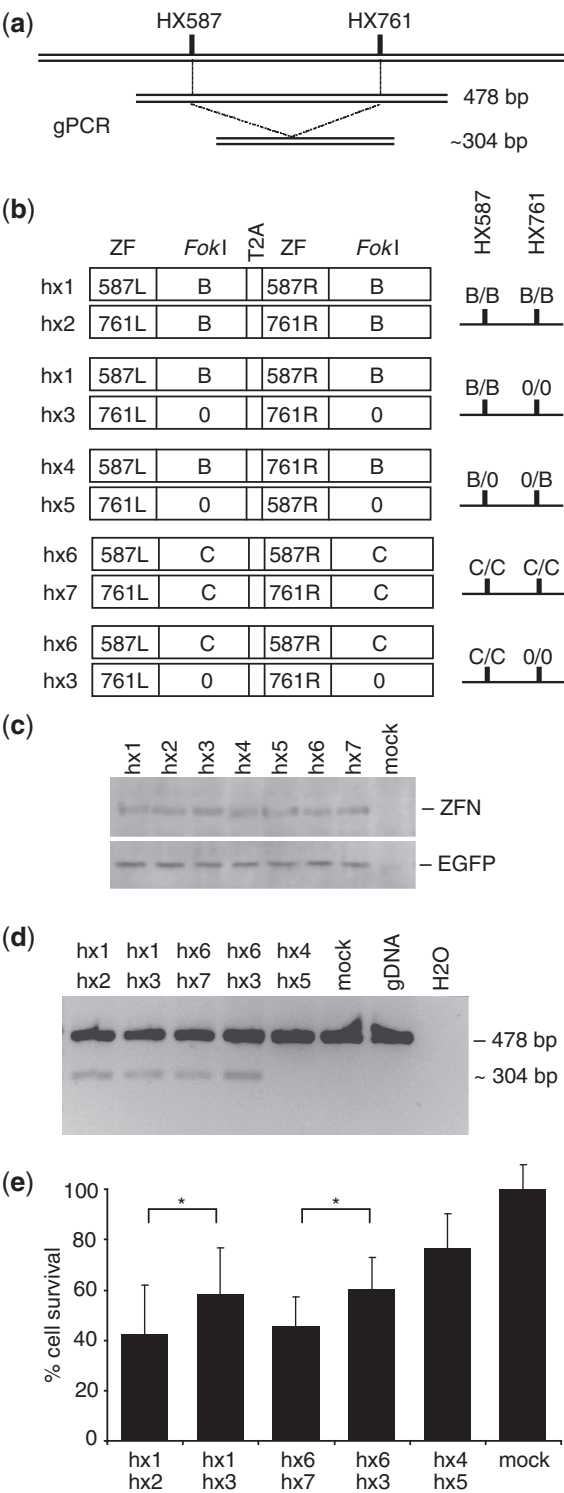 (a)
HX587 HX761
478 bp
gPCR
~304 bp
(b)
ZF FokI T2A ZF FokI HX587 HX761
hx1 587L B 587R B
B/B B/B
hx2 761L B 761R B
hx1 587L B 587R B
B/B 0/0
hx3 761L 0 761R 0
hx4 587L B 761R B
B/0 0/B
hx5 761L 0 587R 0
hx6 587L C 587R C
C/C C/C
hx7 761L C 761R C
hx6 587L C 587R C
C/C 0/0
hx3 761L 0 761R 0
(c)
hx1 hx2 hx3 hx4 hx5 hx6 hx7 mock
– ZFN
– EGFP
(d)
hx1 hx1 hx6 hx6 hx4 mock gDNA H2O
hx2 hx3 hx7 hx3 hx5
– 478 bp
~ 304 bp
(e)
% cell survival
100
80
60
40
20
0
* *
hx1 hx1 hx6 hx6 hx4 mock
hx2 hx3 hx7 hx3 hx5